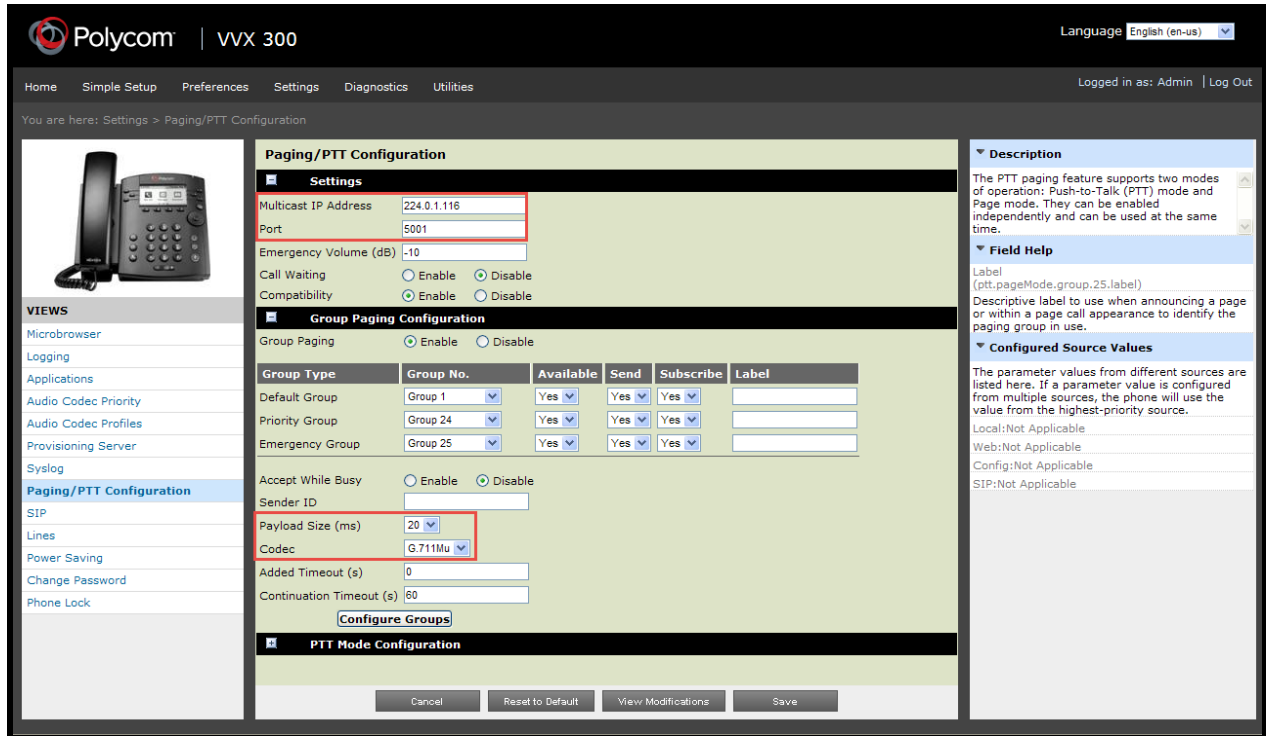 Polycom | VVX 300
Language English (en-us)
Home Simple Setup Preferences Settings Diagnostics Utilities
Logged in as: Admin | Log Out
You are here: Settings > Paging/PTT Configuration
VIEWS
Microbrowser
Logging
Applications
Audio Codec Priority
Audio Codec Profiles
Provisioning Server
Syslog
Paging/PTT Configuration
SIP
Lines
Power Saving
Change Password
Phone Lock
Paging/PTT Configuration
Settings
Multicast IP Address 224.0.1.116
Port 5001
Emergency Volume (dB) -10
Call Waiting Enable Disable
Compatibility Enable Disable
Group Paging Configuration
Group Paging Enable Disable
Group Type Group No. Available Send Subscribe Label
Default Group Group 1 Yes Yes Yes
Priority Group Group 24 Yes Yes Yes
Emergency Group Group 25 Yes Yes Yes
Accept While Busy Enable Disable
Sender ID
Payload Size (ms) 20
Codec G.711Mu
Added Timeout (s) 0
Continuation Timeout (s) 60
Configure Groups
PTT Mode Configuration
Cancel Reset to Default View Modifications Save
Description
The PTT paging feature supports two modes
of operation: Push-to-Talk (PTT) mode and
Page mode. They can be enabled
independently and can be used at the same
time.
Field Help
Label
(ptt.pageMode.group.25.label)
Descriptive label to use when announcing a page
or within a page call appearance to identify the
paging group in use.
Configured Source Values
The parameter values from different sources are
listed here. If a parameter value is configured
from multiple sources, the phone will use the
value from the highest-priority source.
Local:Not Applicable
Web:Not Applicable
Config:Not Applicable
SIP:Not Applicable